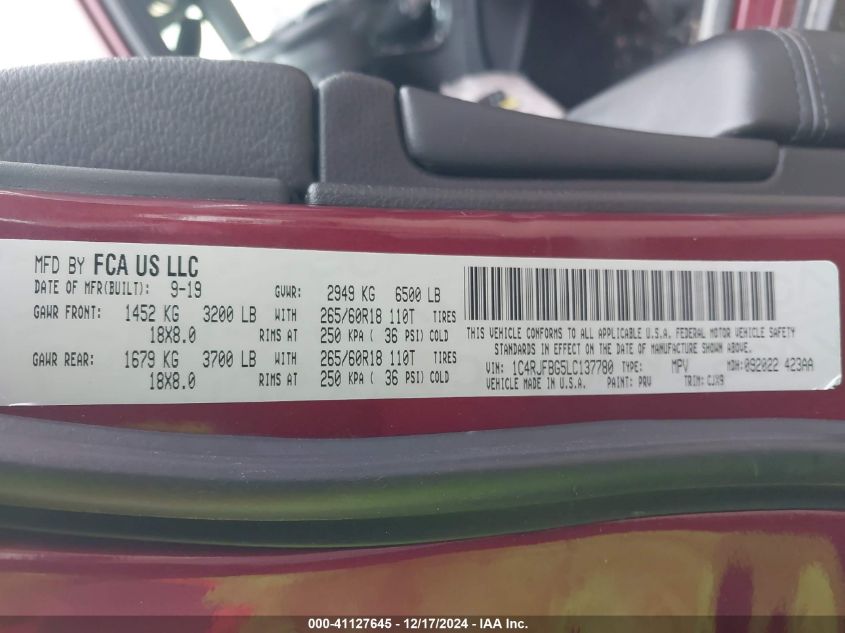 MFD BY FCA US LLC
DATE OF MFR(BUILT): 9-19 GVWR: 2949 KG 6500 LB
GAWR FRONT: 1452 KG 3200 LB WITH 265/60R18 110T TIRES
18X8.0 RIMS AT 250 KPA ( 36 PSI) COLD
GAWR REAR: 1679 KG 3700 LB WITH 265/60R18 110T TIRES
18X8.0 RIMS AT 250 KPA ( 36 PSI) COLD
THIS VEHICLE CONFORMS TO ALL APPLICABLE U.S.A. FEDERAL MOTOR VEHICLE SAFETY
STANDARDS IN EFFECT ON THE DATE OF MANUFACTURE SHOWN ABOVE.
VIN: 1C4RJFBG5LC137780 TYPE: MPV MDH: 092022 423AA
VEHICLE MADE IN U.S.A. PAINT: PRV TRIM: CJX9
000-41127645 - 12/17/2024 - IAA Inc.